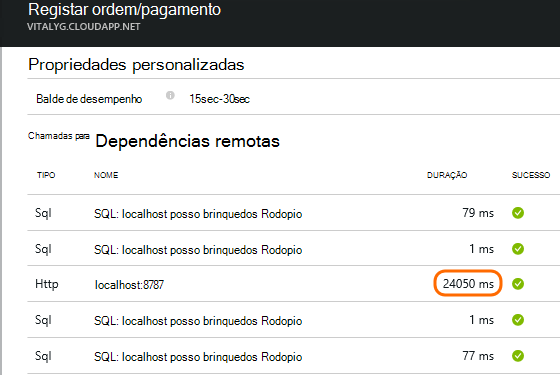 Registar ordem/pagamento
VITALYG.CLOUDAPP.NET
Propriedades personalizadas
Balde de desempenho 15sec-30sec
Chamadas para Dependências remotas
TIPO NOME DURAÇÃO SUCESSO
Sql SQL: localhost posso brinquedos Rodopio 79 ms
Sql SQL: localhost posso brinquedos Rodopio 1 ms
Http localhost:8787 24050 ms
Sql SQL: localhost posso brinquedos Rodopio 1 ms
Sql SQL: localhost posso brinquedos Rodopio 77 ms